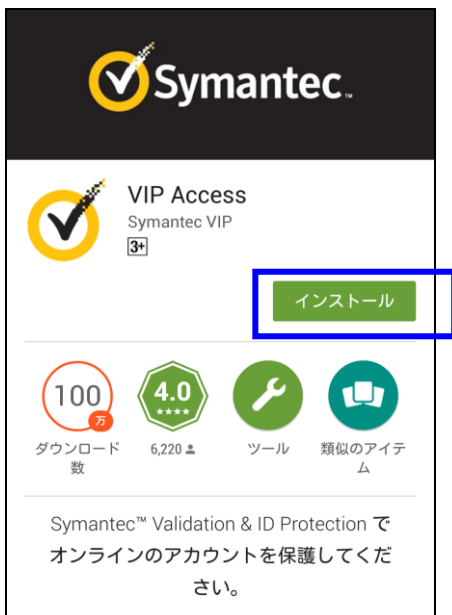 Symantec™
VIP Access
Symantec VIP
3+
インストール
100
万
4.0
ダウンロード
数
6,220
ツール
類似のアイテ
ム
Symantec™ Validation & ID Protection で
オンラインのアカウントを保護してくだ
さい。